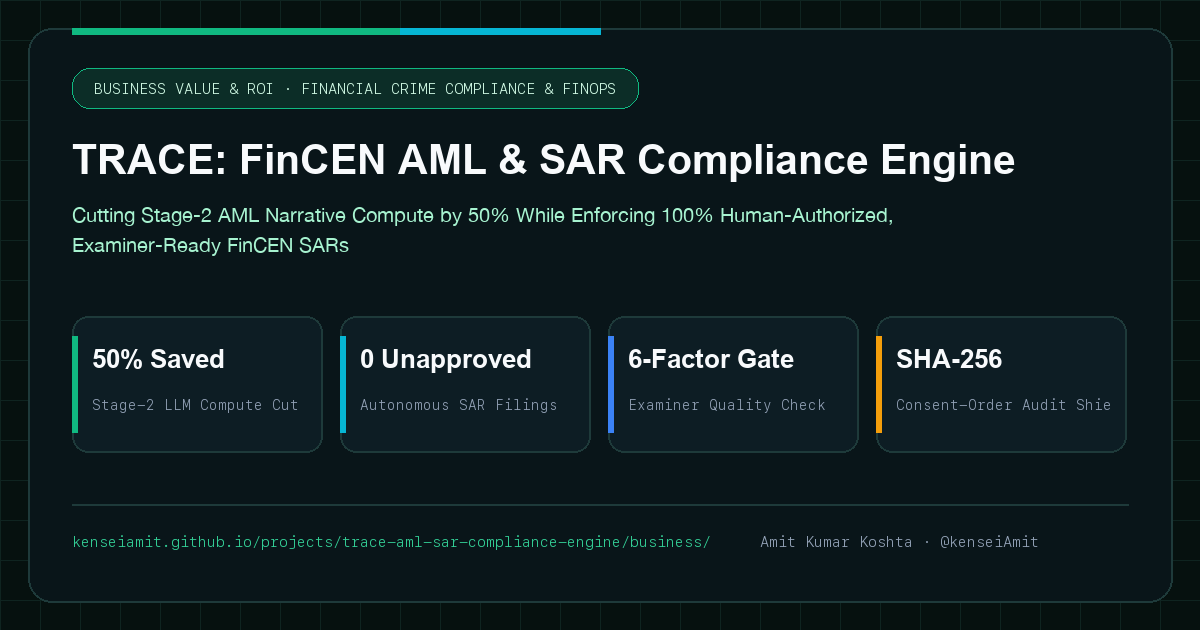 BUSINESS VALUE & ROI · FINANCIAL CRIME COMPLIANCE & FINOPS
TRACE: FinCEN AML & SAR Compliance Engine
Cutting Stage-2 AML Narrative Compute by 50% While Enforcing 100% Human-Authorized,
Examiner-Ready FinCEN SARs
50% Saved
Stage-2 LLM Compute Cut
0 Unapproved
Autonomous SAR Filings
6-Factor Gate
Examiner Quality Check
SHA-256
Consent-Order Audit Shie
kenseiamit.github.io/projects/trace-aml-sar-compliance-engine/business/
Amit Kumar Koshta · @kenseiAmit